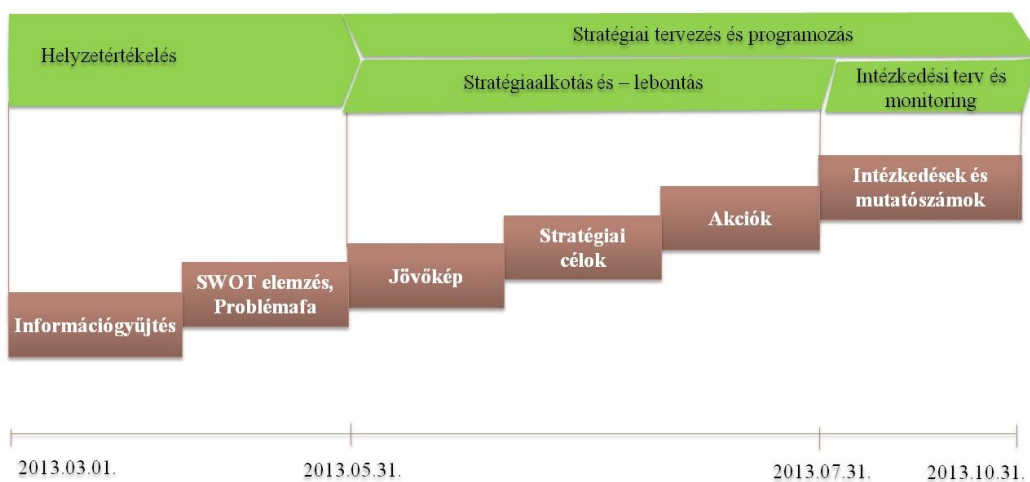 Helyzetértékelés
Stratégiai tervezés és programozás
Stratégiaalkotás és – lebontás
Intézkedési terv és
monitoring
Információgyűjtés
SWOT elemzés,
Problémafa
Jövőkép
Stratégiai
célok
Akciók
Intézkedések és
mutatószámok
2013.03.01.
2013.05.31.
2013.07.31.
2013.10.31.